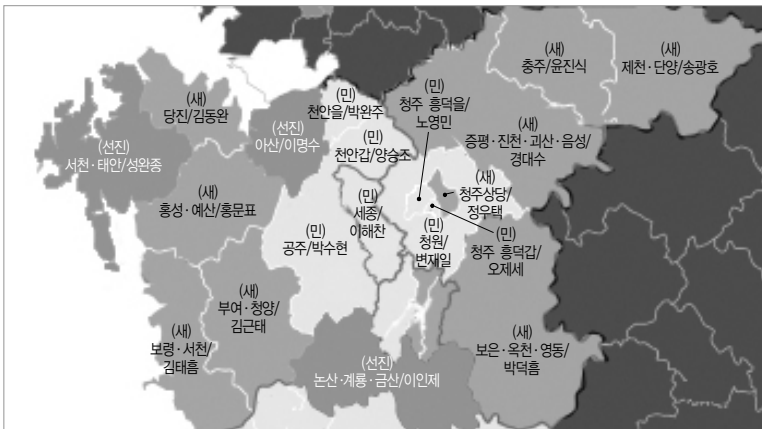 (새)
충주/윤진식
(새)
제천·단양/송광호
(민)
청주 흥덕을/
노영민
(민)
천안을/박완주
(새)
당진/김동완
(선진)
아산/이명수
(선진)
서천·태안/성완종
(민)
천안갑/양승조
(새)
증평·진천·괴산·음성/
경대수
(새)
홍성·예산/홍문표
(민)
세종/
이해찬
(새)
청주상당/
정우택
(민)
공주/박수현
(민)
청원/
변재일
(민)
청주 흥덕갑/
오제세
(새)
부여·청양/
김근태
(새)
보령·서천/
김태흠
(선진)
논산·계룡·금산/이인제
(새)
보은·옥천·영동/
박덕흠